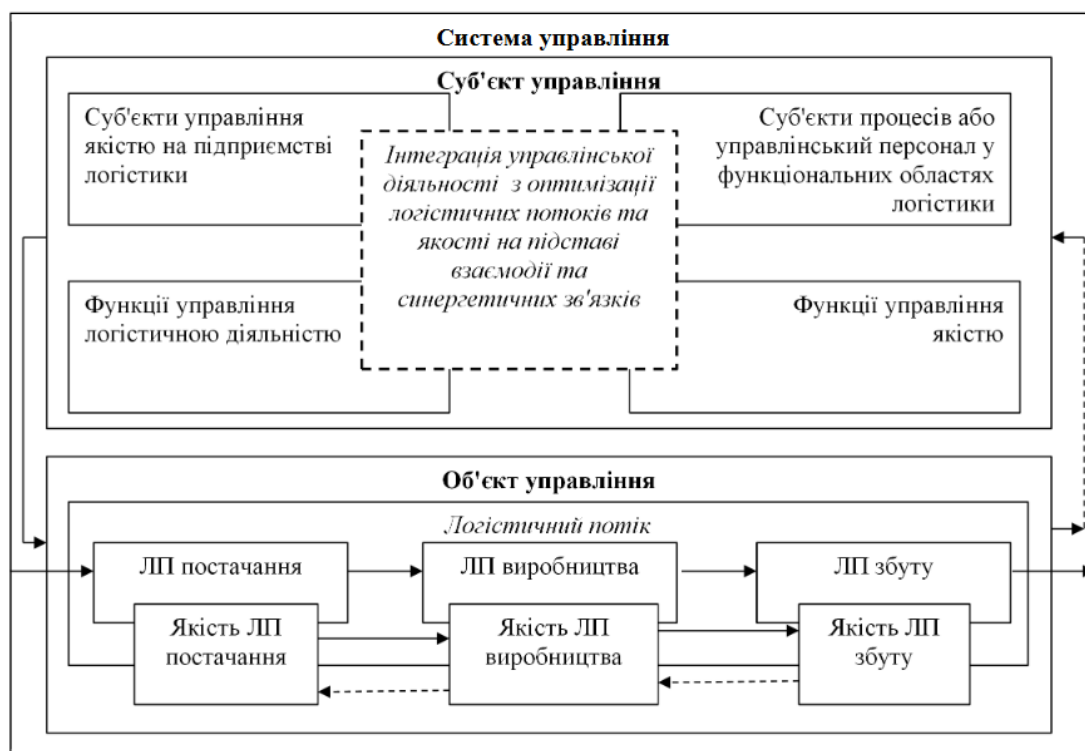 Система управління
Суб'єкт управління
Суб'єкти управління
якістю на підприємстві
логістики
Інтеграція управлінської
діяльності з оптимізації
логістичних потоків та
якості на підставі
взаємодії та
синергетичних зв'язків
Суб'єкти процесів або
управлінський персонал у
функціональних областях
логістики
Функції управління
логістичною діяльністю
Функції управління
якістю
Об'єкт управління
Логістичний потік
ЛП постачання
ЛП виробництва
ЛП збуту
Якість ЛП
постачання
Якість ЛП
виробництва
Якість ЛП
збуту